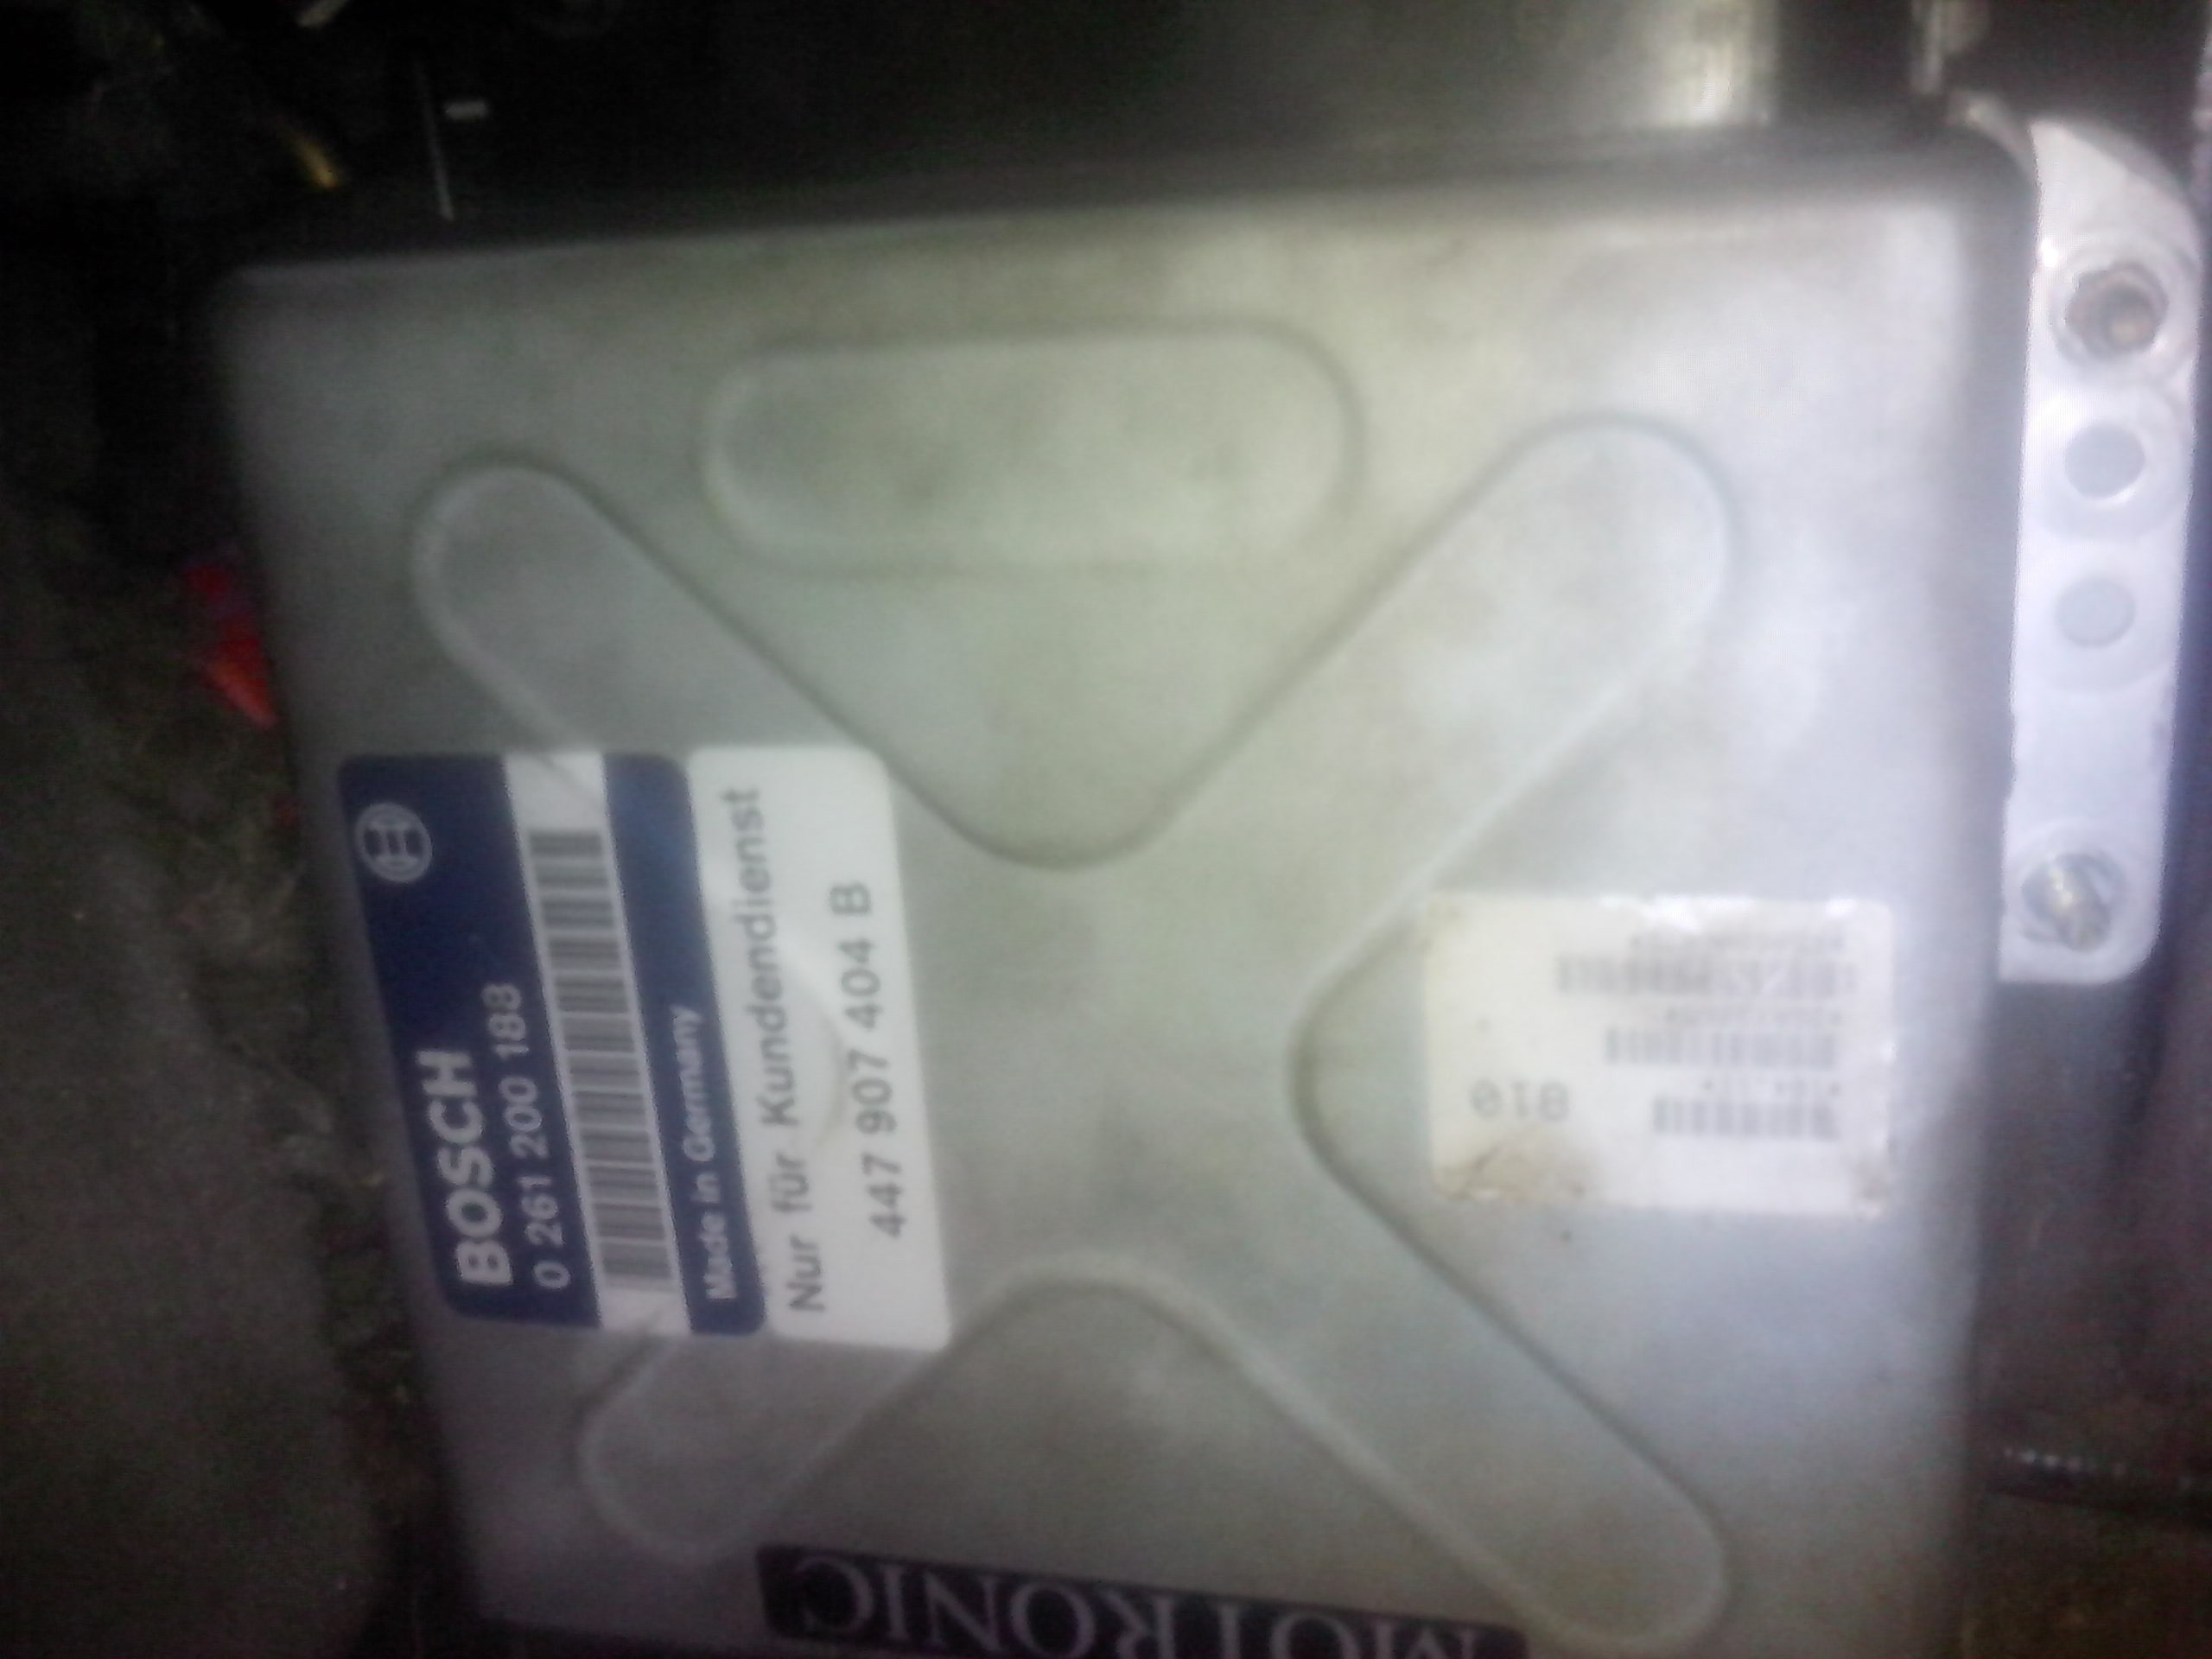 BOSCH
0 261 200 188
Made in Germany
Nur für Kundendienst
447 907 404 B
MOTRONIC